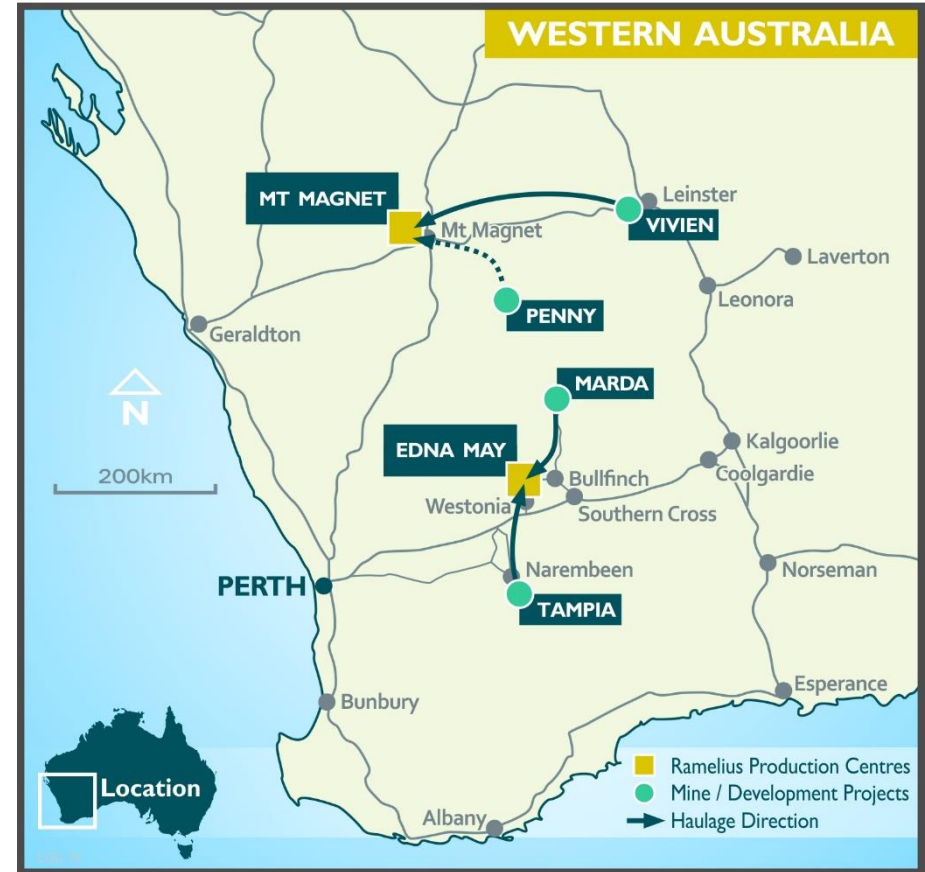 WESTERN AUSTRALIA
MT MAGNET
Leinster
VIVIEN
Mt Magnet
Laverton
Leonora
PENNY
Geraldton
MARDA
N
EDNA MAY
Kalgoorlie
200km
Bullfinch
Coolgardie
Westonia
Southern Cross
PERTH
Narembeen
Norseman
TAMPIA
Esperance
Bunbury
Location
Ramelius Production Centres
Mine / Development Projects
Albany
Haulage Direction